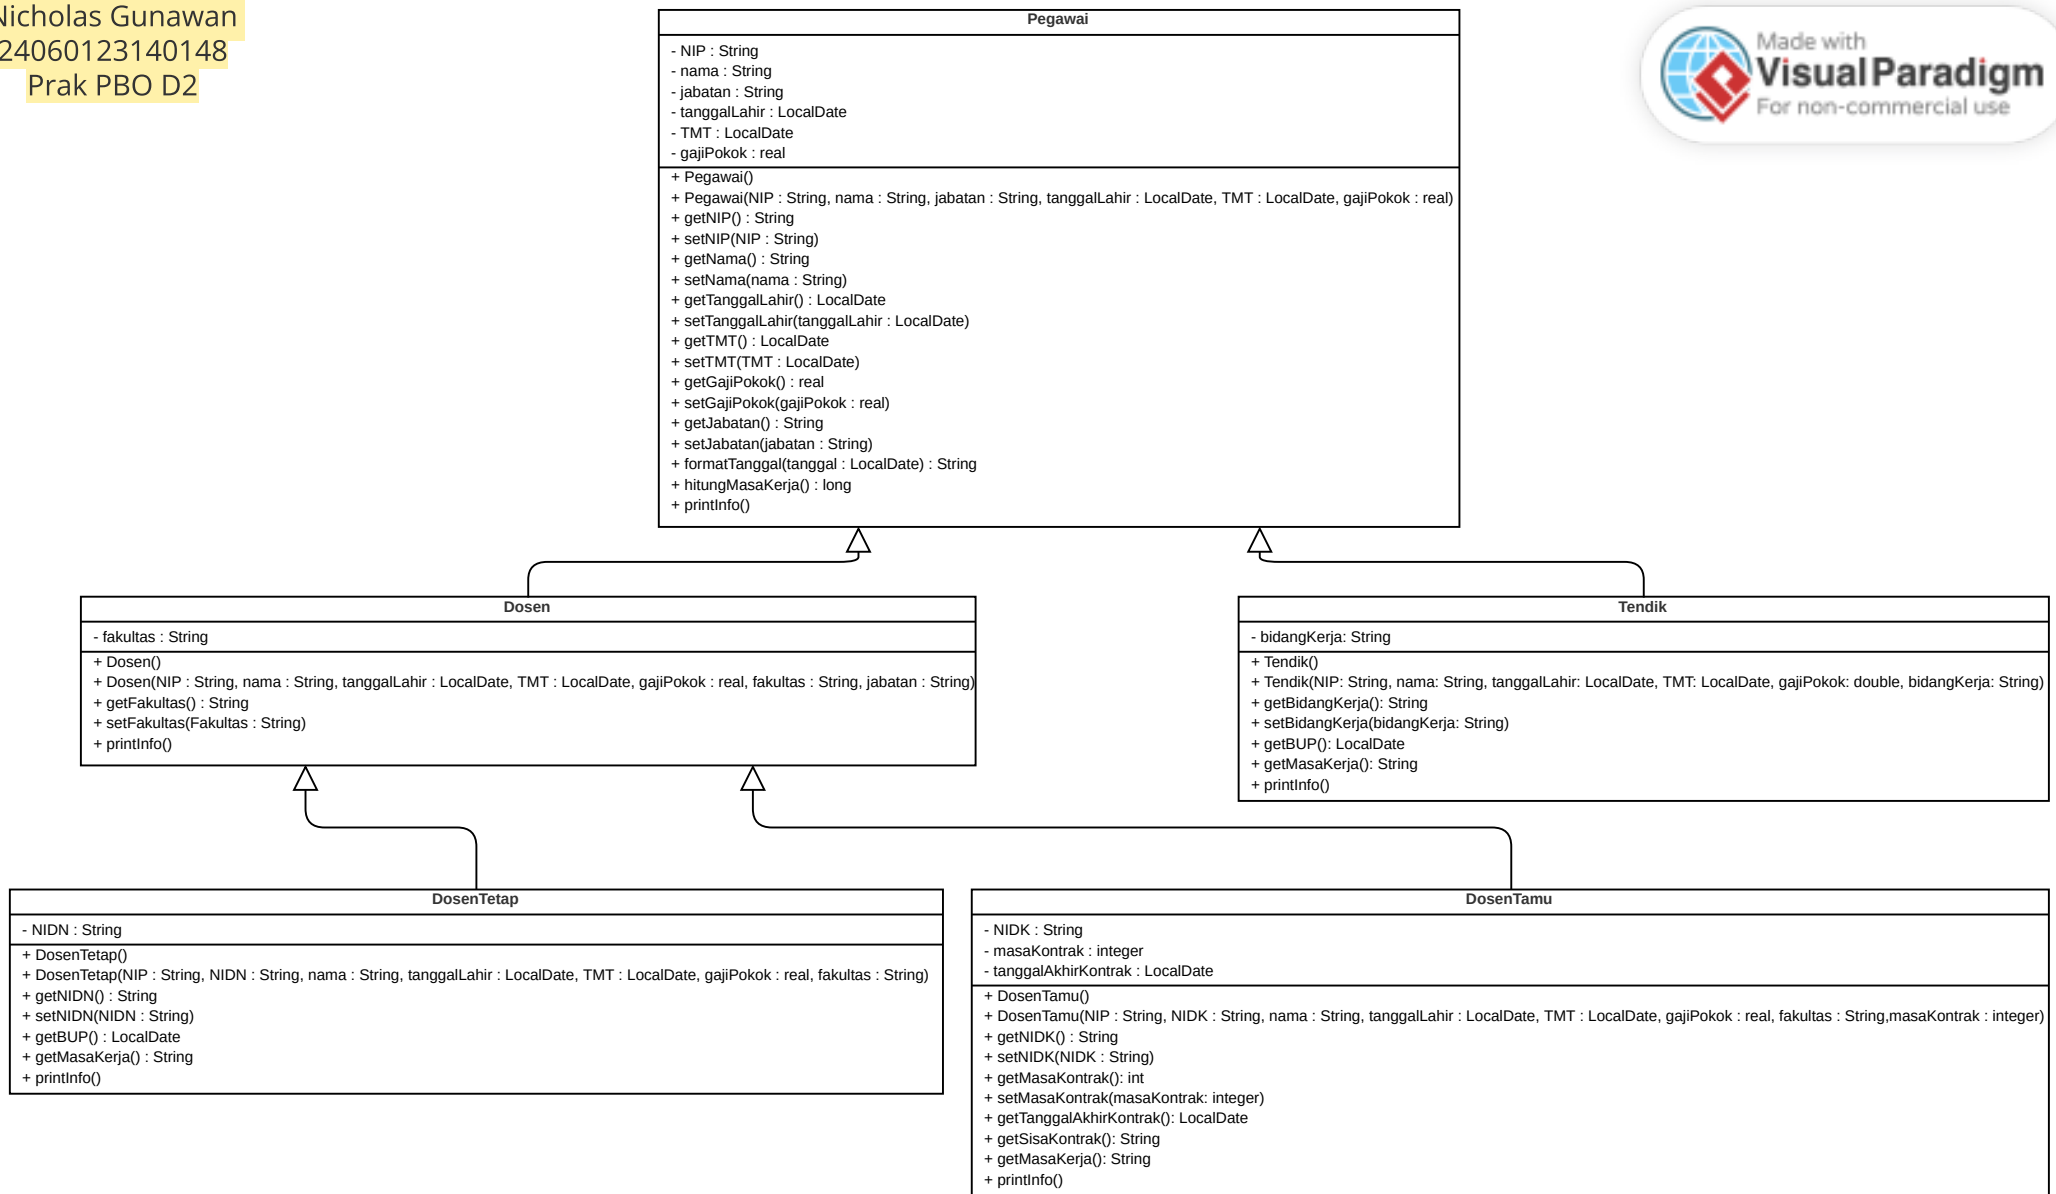 Nicholas Gunawan
24060123140148
Prak PBO D2
Made with
Visual Paradigm
For non-commercial use
Pegawai
- NIP : String
- nama : String
- jabatan : String
- tanggalLahir : LocalDate
- TMT : LocalDate
- gajiPokok : real
+ Pegawai()
+ Pegawai(NIP : String, nama : String, jabatan : String, tanggalLahir : LocalDate, TMT : LocalDate, gajiPokok : real)
+ getNIP() : String
+ setNIP(NIP : String)
+ getNama() : String
+ setNama(nama : String)
+ getTanggalLahir() : LocalDate
+ setTanggalLahir(tanggalLahir : LocalDate)
+ getTMT() : LocalDate
+ setTMT(TMT : LocalDate)
+ getGajiPokok() : real
+ setGajiPokok(gajiPokok : real)
+ getJabatan() : String
+ setJabatan(jabatan : String)
+ formatTanggal(tanggal : LocalDate) : String
+ hitungMasaKerja() : long
+ printInfo()
Dosen
- fakultas : String
+ Dosen()
+ Dosen(NIP : String, nama : String, tanggalLahir : LocalDate, TMT : LocalDate, gajiPokok : real, fakultas : String, jabatan : String)
+ getFakultas() : String
+ setFakultas(Fakultas : String)
+ printInfo()
Tendik
- bidangKerja: String
+ Tendik()
+ Tendik(NIP: String, nama: String, tanggalLahir: LocalDate, TMT: LocalDate, gajiPokok: double, bidangKerja: String)
+ getBidangKerja(): String
+ setBidangKerja(bidangKerja: String)
+ getBUP(): LocalDate
+ getMasaKerja(): String
+ printInfo()
DosenTetap
- NIDN : String
+ DosenTetap()
+ DosenTetap(NIP : String, NIDN : String, nama : String, tanggalLahir : LocalDate, TMT : LocalDate, gajiPokok : real, fakultas : String)
+ getNIDN() : String
+ setNIDN(NIDN : String)
+ getBUP() : LocalDate
+ getMasaKerja() : String
+ printInfo()
DosenTamu
- NIDK : String
- masaKontrak : integer
- tanggalAkhirKontrak : LocalDate
+ DosenTamu()
+ DosenTamu(NIP : String, NIDK : String, nama : String, tanggalLahir : LocalDate, TMT : LocalDate, gajiPokok : real, fakultas : String,masaKontrak : integer)
+ getNIDK() : String
+ setNIDK(NIDK : String)
+ getMasaKontrak(): int
+ setMasaKontrak(masaKontrak: integer)
+ getTanggalAkhirKontrak(): LocalDate
+ getSisaKontrak(): String
+ getMasaKerja(): String
+ printInfo()